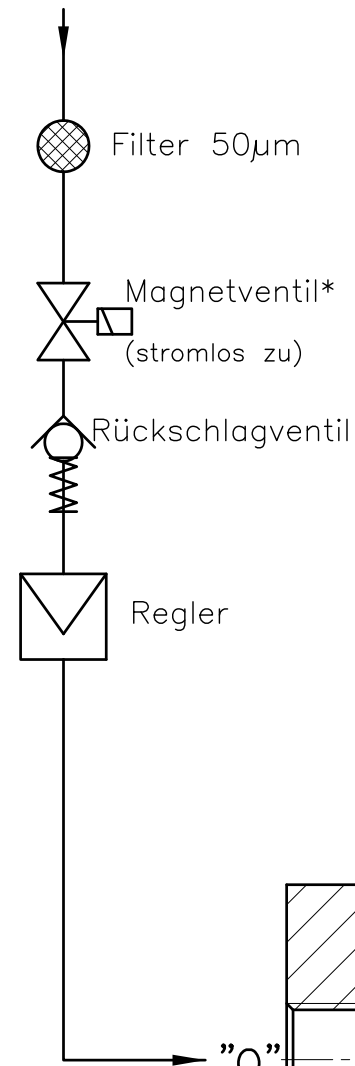 Filter 50µm
Magnetventil*
(stromlos zu)
Rückschlagventil
Regler